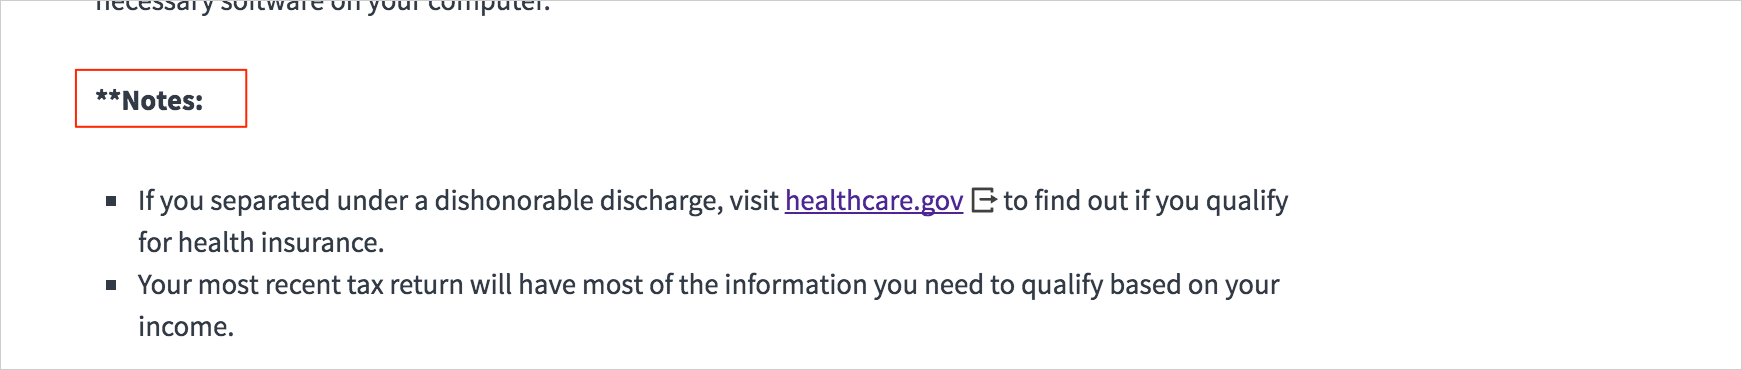 necessary software on your computer.
**Notes:
If you separated under a dishonorable discharge, visit healthcare.gov to find out if you qualify
for health insurance.
Your most recent tax return will have most of the information you need to qualify based on your
income.